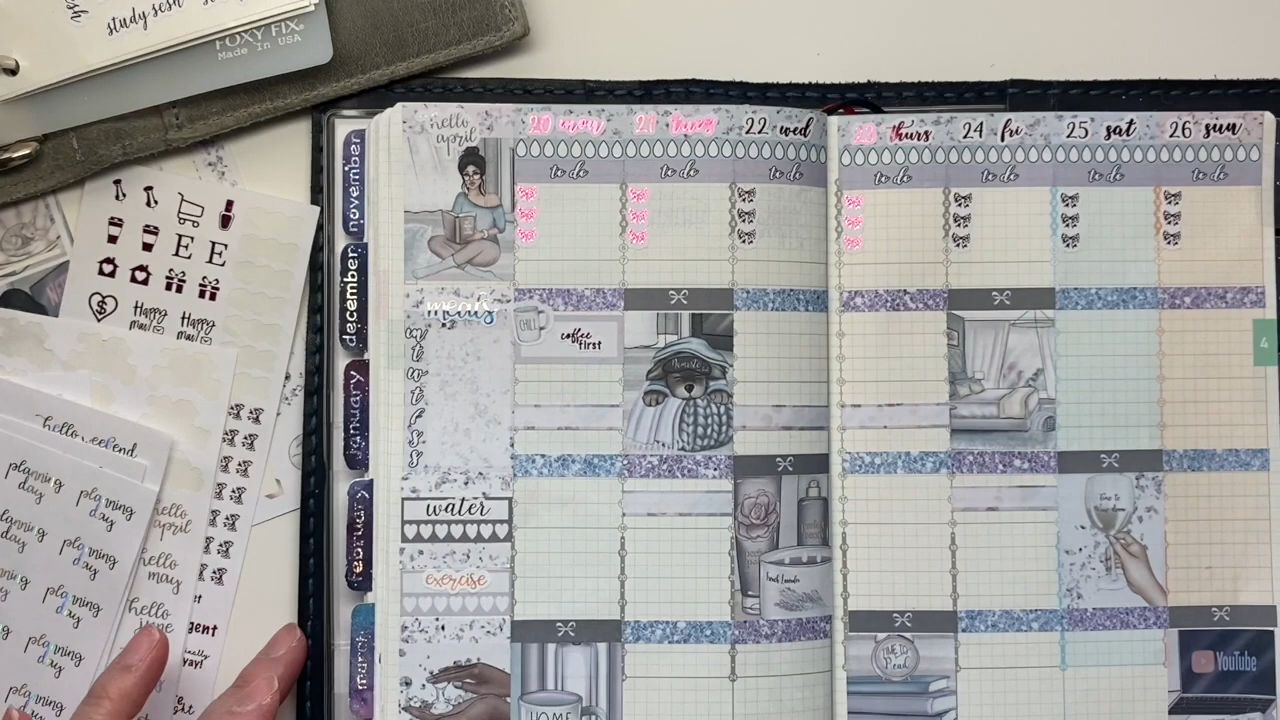 study sesh
FOXY FIX
Made In USA
hello
april
20 mon
21 tues
22 wed
23 thurs
24 fri
25 sat
26 sun
to do
to do
to do
to do
to do
to do
to do
november
december
january
february
march
E E
Happy
mail
Happy
mail
meals
m
t
w
t
f
s
s
CHILL
coffee
first
4
water
exercise
TIME TO
Read
HOME
YouTube
hello weekend
planning
day
planning
day
planning
day
planning
day
planning
day
planning
day
hello
april
hello
may
hello
june